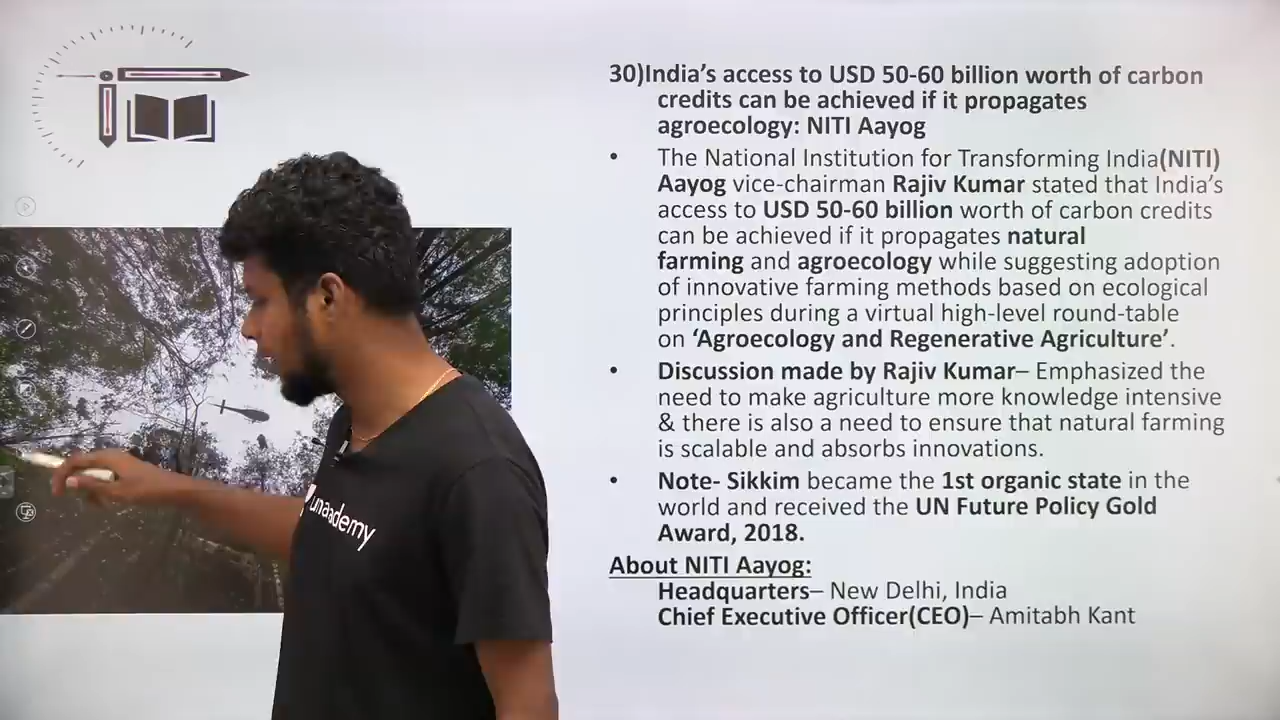 30)India's access to USD 50-60 billion worth of carbon
credits can be achieved if it propagates
agroecology: NITI Aayog
• The National Institution for Transforming India(NITI)
Aayog vice-chairman Rajiv Kumar stated that India's
access to USD 50-60 billion worth of carbon credits
can be achieved if it propagates natural
farming and agroecology while suggesting adoption
of innovative farming methods based on ecological
principles during a virtual high-level round-table
on ‘Agroecology and Regenerative Agriculture’.
• Discussion made by Rajiv Kumar– Emphasized the
need to make agriculture more knowledge intensive
& there is also a need to ensure that natural farming
is scalable and absorbs innovations.
• Note- Sikkim became the 1st organic state in the
world and received the UN Future Policy Gold
Award, 2018.
About NITI Aayog:
Headquarters– New Delhi, India
Chief Executive Officer(CEO)– Amitabh Kant
unacademy